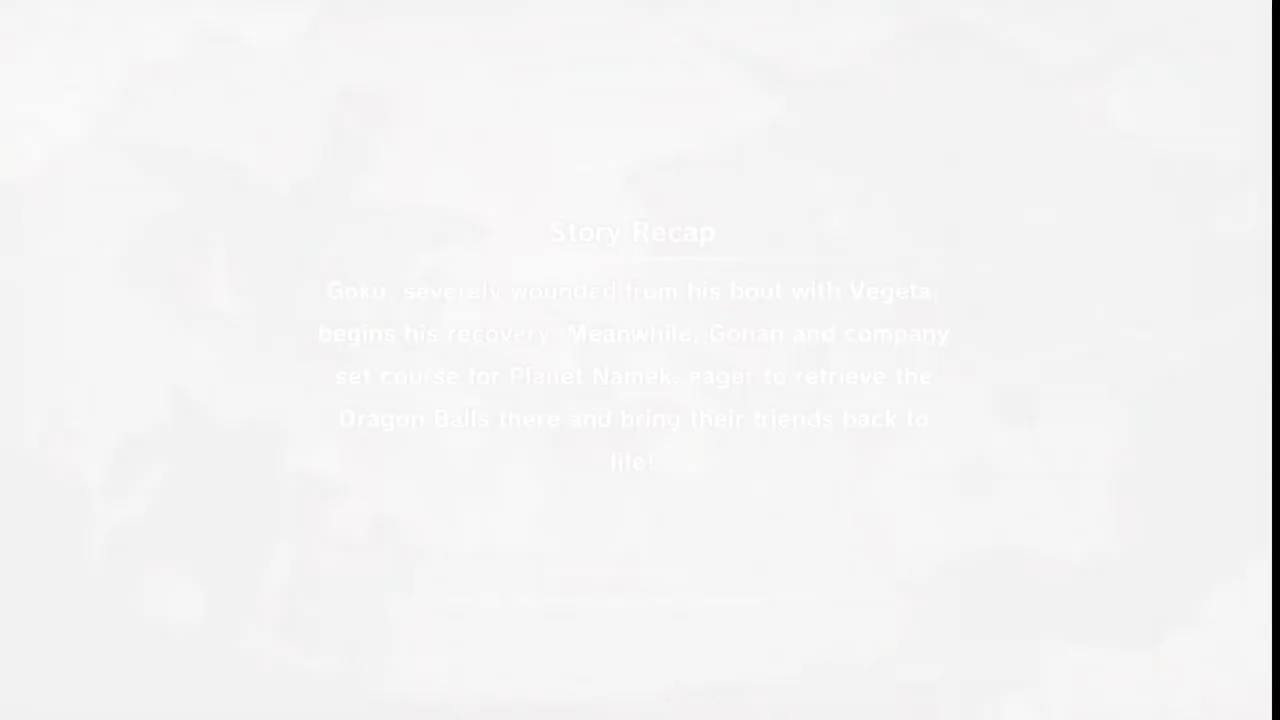 Story Recap
Goku, severely wounded from his bout with Vegeta,
begins his recovery. Meanwhile, Gohan and company
set course for Planet Namek, eager to retrieve the
Dragon Balls there and bring their friends back to
life!